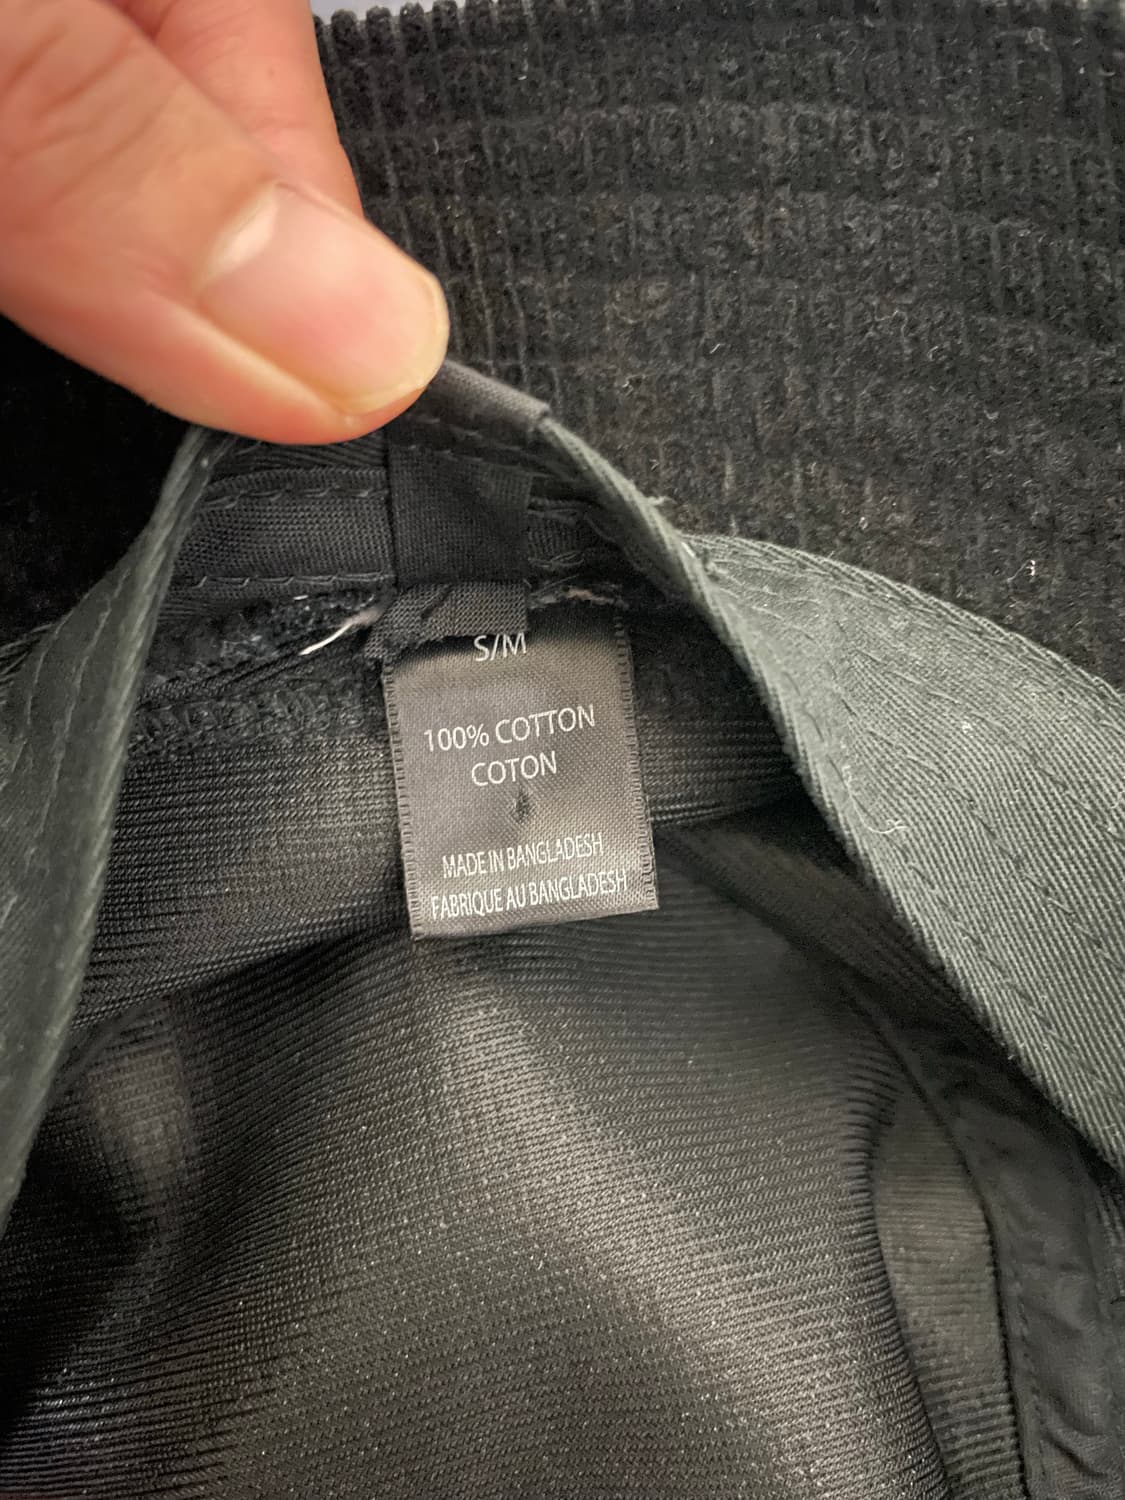 S/M
100% COTTON
COTON
MADE IN BANGLADESH
FABRIQUE AU BANGLADESH